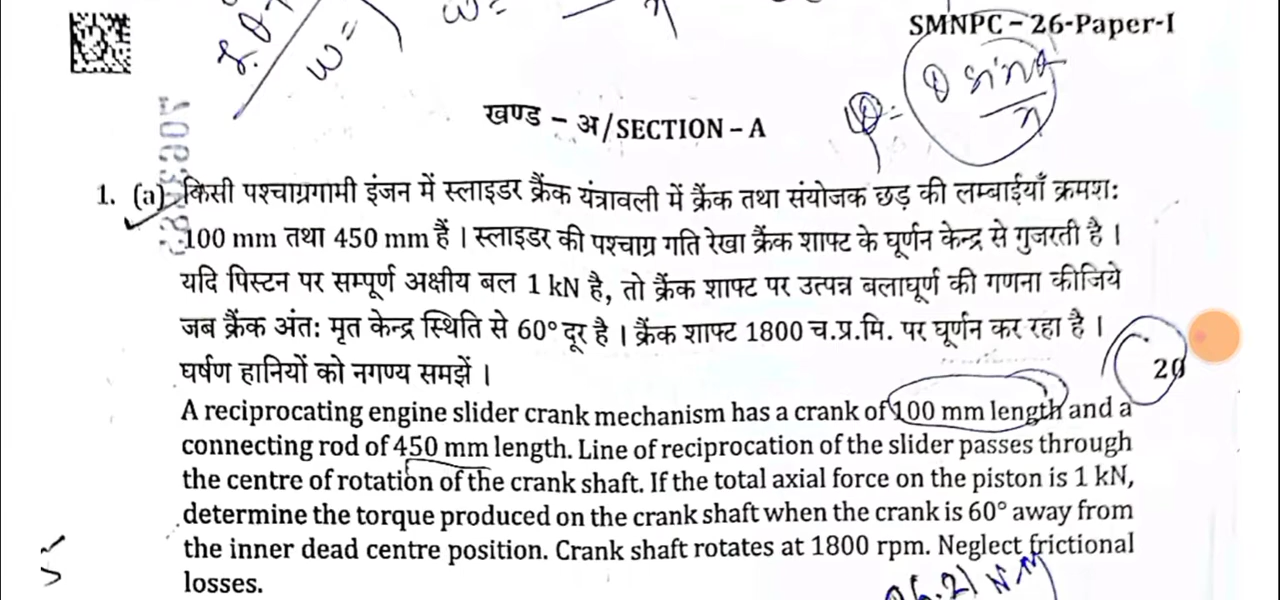 SMNPC – 26-Paper-I
खण्ड – अ/SECTION – A
1. (a) किसी पश्चाग्रगामी इंजन में स्लाइडर क्रैंक यंत्रावली में क्रैंक तथा संयोजक छड़ की लम्बाईयाँ क्रमश:
100 mm तथा 450 mm हैं । स्लाइडर की पश्चाग्र गति रेखा क्रैंक शाफ्ट के घूर्णन केन्द्र से गुजरती है ।
यदि पिस्टन पर सम्पूर्ण अक्षीय बल 1 kN है, तो क्रैंक शाफ्ट पर उत्पन्न बलाघूर्ण की गणना कीजिये
जब क्रैंक अंत: मृत केन्द्र स्थिति से 60° दूर है । क्रैंक शाफ्ट 1800 च.प्र.मि. पर घूर्णन कर रहा है ।
घर्षण हानियों को नगण्य समझें ।
20
A reciprocating engine slider crank mechanism has a crank of 100 mm length and a
connecting rod of 450 mm length. Line of reciprocation of the slider passes through
the centre of rotation of the crank shaft. If the total axial force on the piston is 1 kN,
determine the torque produced on the crank shaft when the crank is 60° away from
the inner dead centre position. Crank shaft rotates at 1800 rpm. Neglect frictional
losses.